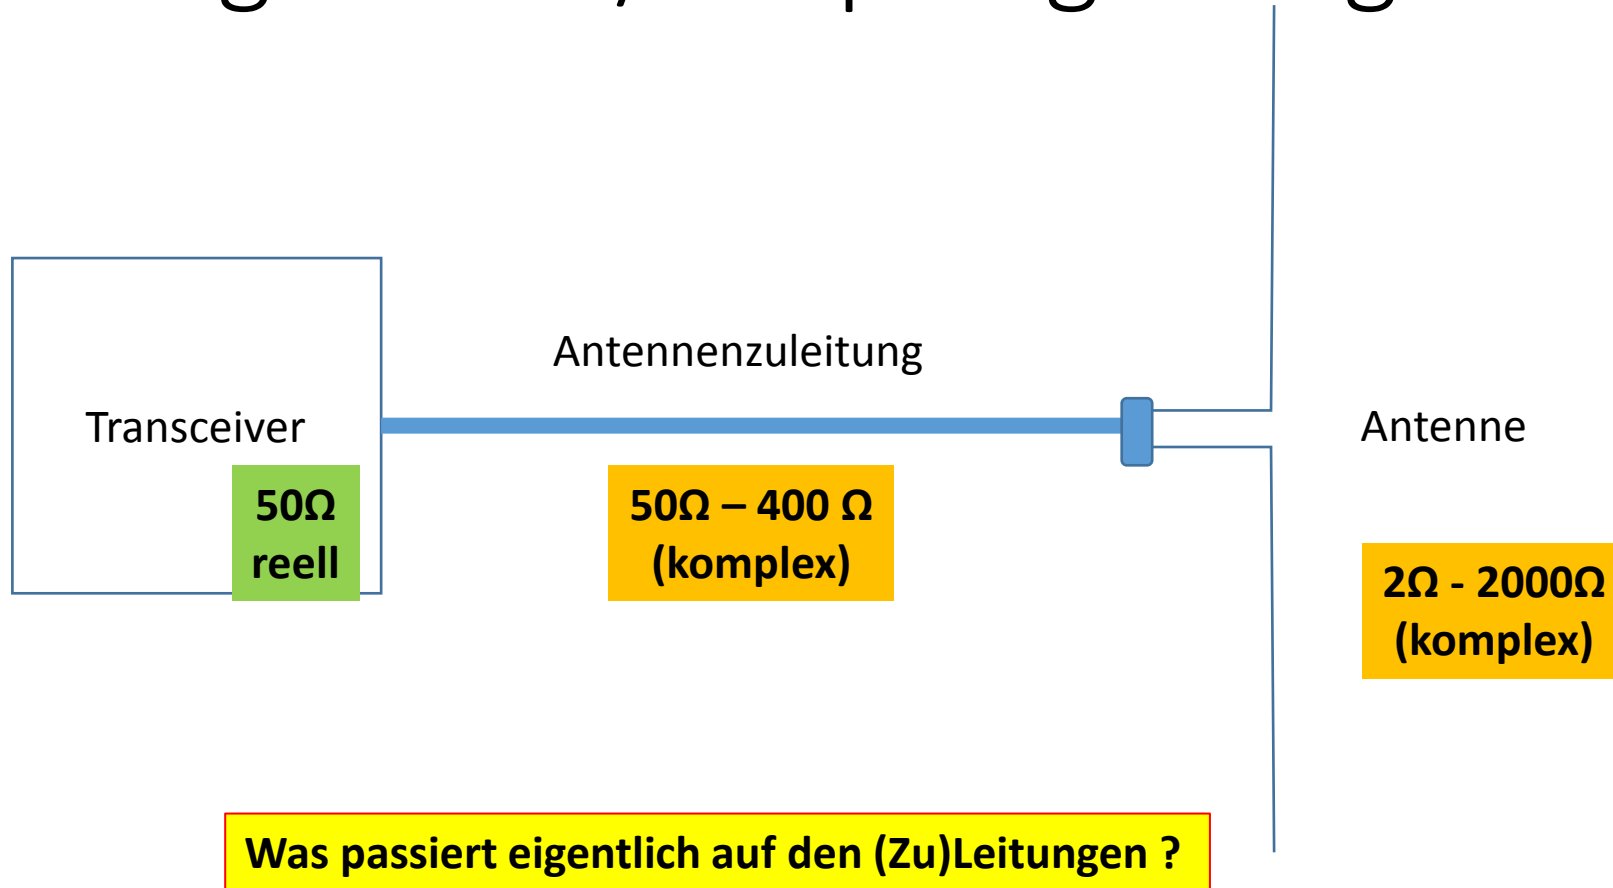 Antennenzuleitung
Transceiver
Antenne
50Ω
reell
50Ω – 400 Ω
(komplex)
2Ω - 2000Ω
(komplex)
Was passiert eigentlich auf den (Zu)Leitungen ?